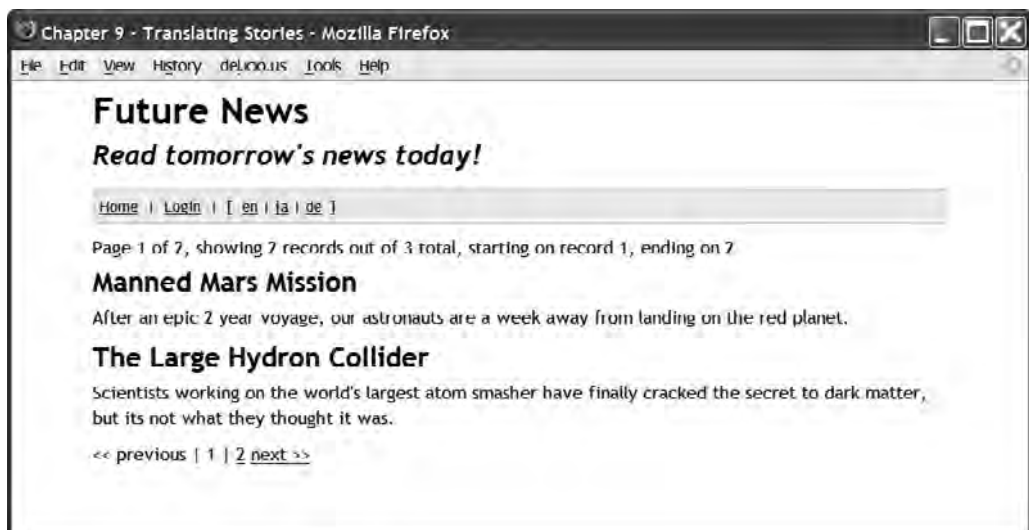 Chapter 9 - Translating Stories - Mozilla Firefox
File Edit View History del.icio.us Tools Help
Future News
Read tomorrow's news today!
Home | Login | [ en | ja | de ]
Page 1 of 2, showing 2 records out of 3 total, starting on record 1, ending on 2
Manned Mars Mission
After an epic 2 year voyage, our astronauts are a week away from landing on the red planet.
The Large Hydron Collider
Scientists working on the world's largest atom smasher have finally cracked the secret to dark matter,
but its not what they thought it was.
<< previous | 1 | 2 next >>